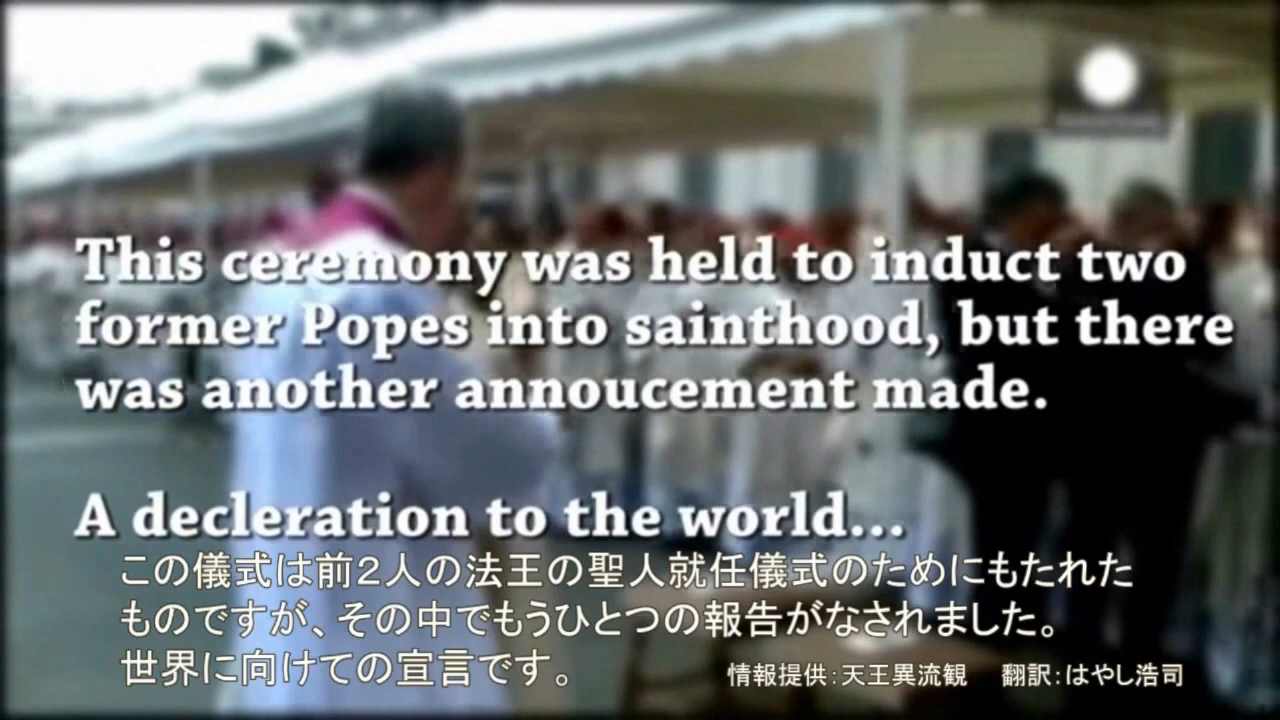 This ceremony was held to induct two
former Popes into sainthood, but there
was another annoucement made.
A decleration to the world...
この儀式は前２人の法王の聖人就任儀式のためにもたれた
ものですが、その中でもうひとつの報告がなされました。
世界に向けての宣言です。
情報提供：天王異流観 翻訳：はやし浩司